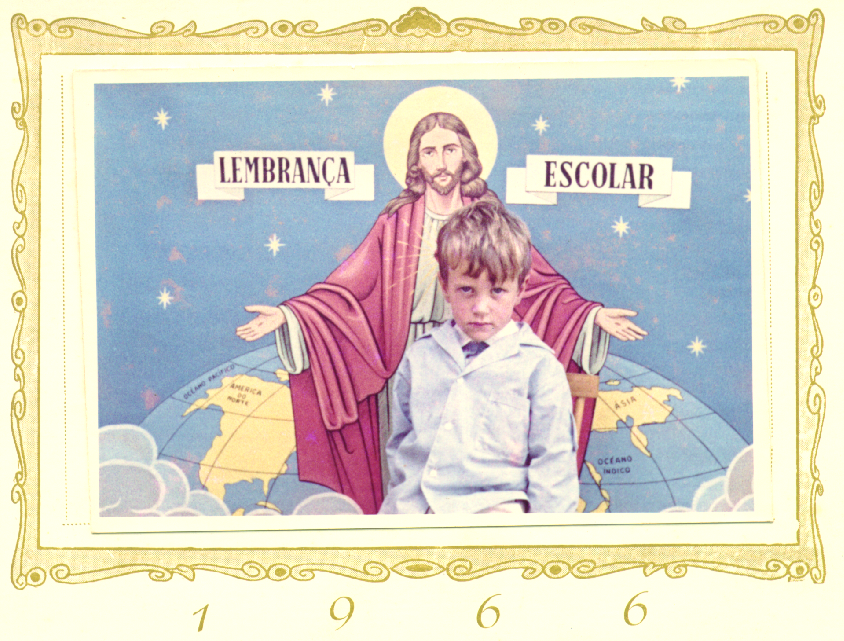 LEMBRANÇA ESCOLAR
OCEANO PACIFICO
AMERICA
DO
NORTE
ASIA
OCEANO
INDICO
1966